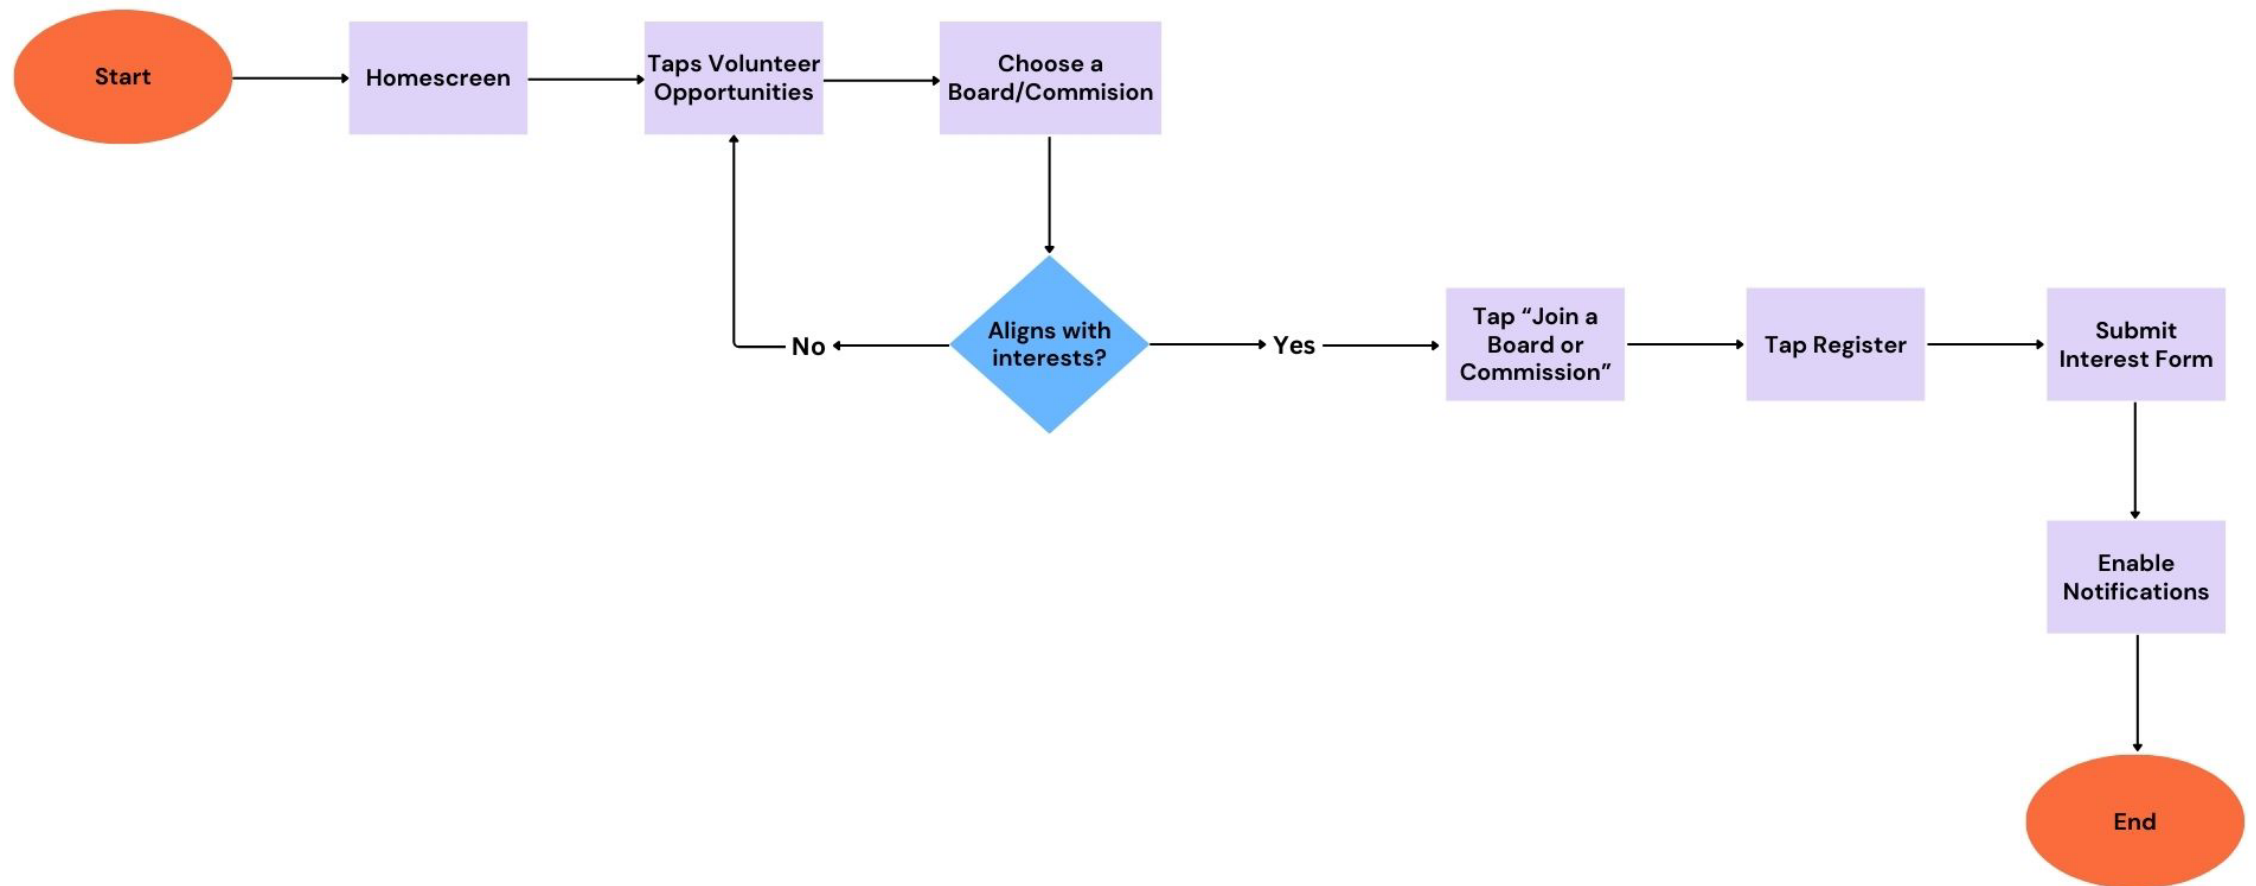 Start
Homescreen
Taps Volunteer
Opportunities
Choose a
Board/Commision
Aligns with
interests?
No
Yes
Tap “Join a
Board or
Commission”
Tap Register
Submit
Interest Form
Enable
Notifications
End